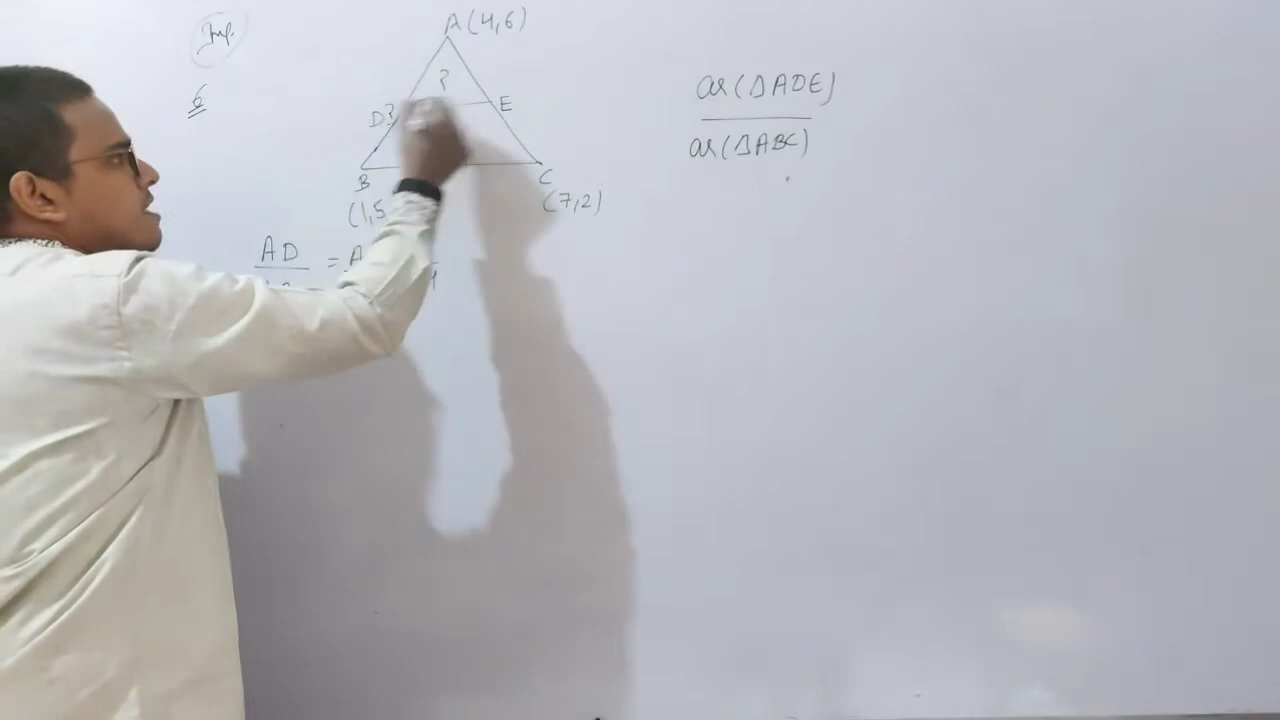 Imp.
6
A(4,6)
?
D?
E
B
C
(1,5
(7,2)
AD
= A
ar(ΔADE)
ar(ΔABC)